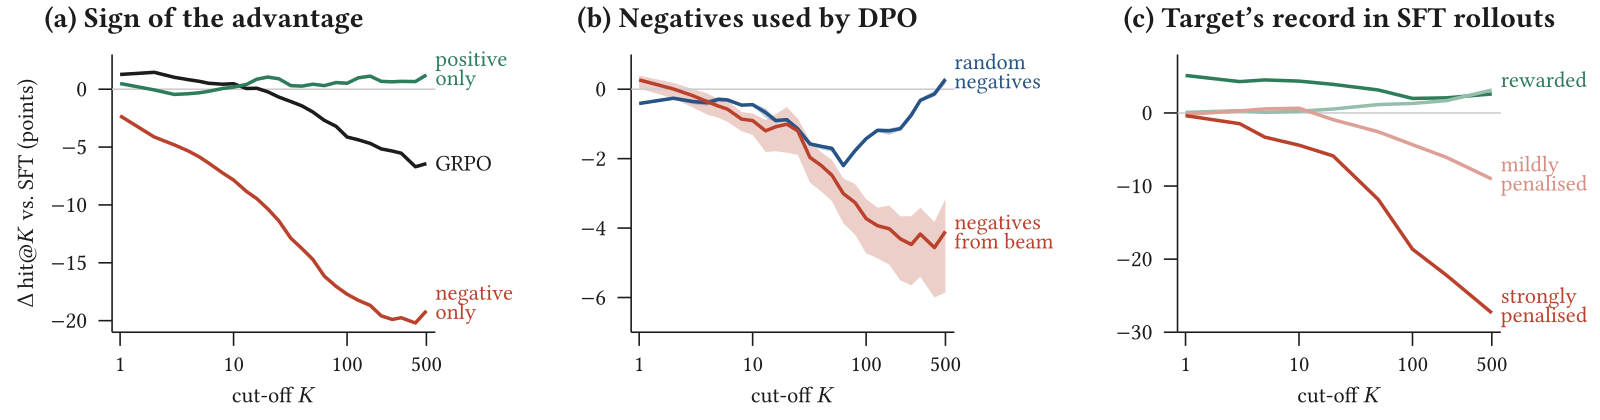 (a) Sign of the advantage
Δ hit@K vs. SFT (points)
0
−5
−10
−15
−20
1
10
100
500
cut-off K
positive
only
GRPO
negative
only
(b) Negatives used by DPO
0
−2
−4
−6
1
10
100
500
cut-off K
random
negatives
negatives
from beam
(c) Target’s record in SFT rollouts
0
−10
−20
−30
1
10
100
500
cut-off K
rewarded
mildly
penalised
strongly
penalised